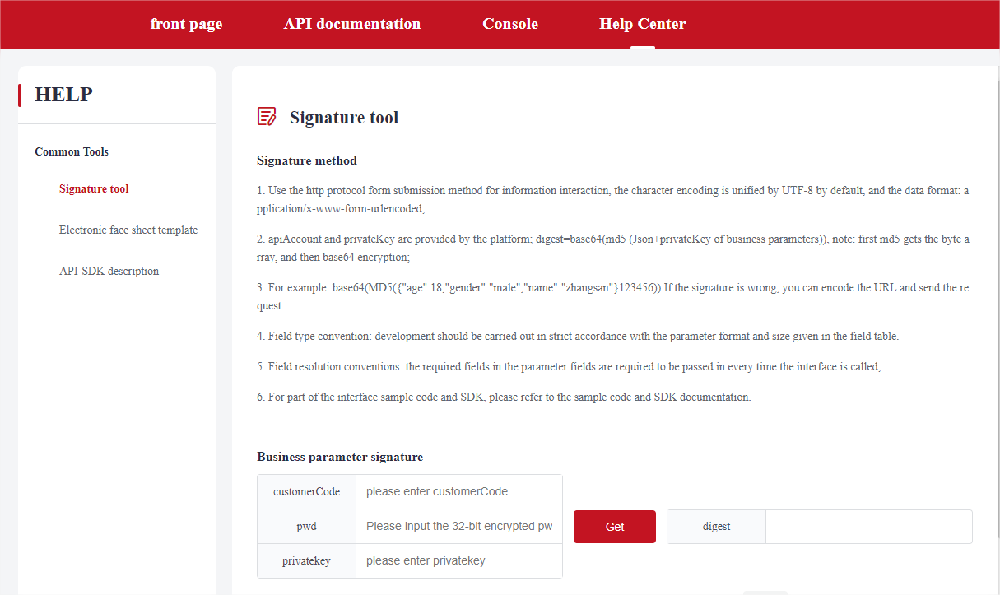 front page API documentation Console Help Center
HELP
Common Tools
Signature tool
Electronic face sheet template
API-SDK description
Signature tool
Signature method
1. Use the http protocol form submission method for information interaction, the character encoding is unified by UTF-8 by default, and the data format: a
pplication/x-www-form-urlencoded;
2. apiAccount and privateKey are provided by the platform; digest=base64(md5 (Json+privateKey of business parameters)), note: first md5 gets the byte a
rray, and then base64 encryption;
3. For example: base64(MD5({"age":18,"gender":"male","name":"zhangsan"}123456)) If the signature is wrong, you can encode the URL and send the re
quest.
4. Field type convention: development should be carried out in strict accordance with the parameter format and size given in the field table.
5. Field resolution conventions: the required fields in the parameter fields are required to be passed in every time the interface is called;
6. For part of the interface sample code and SDK, please refer to the sample code and SDK documentation.
Business parameter signature
customerCode please enter customerCode
pwd Please input the 32-bit encrypted pw Get digest
privatekey please enter privatekey